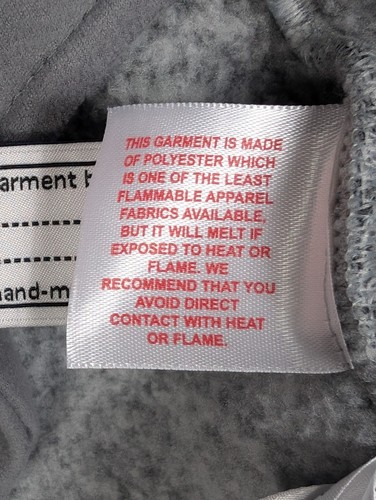 THIS GARMENT IS MADE
OF POLYESTER WHICH
IS ONE OF THE LEAST
FLAMMABLE APPAREL
FABRICS AVAILABLE,
BUT IT WILL MELT IF
EXPOSED TO HEAT OR
FLAME. WE
RECOMMEND THAT YOU
AVOID DIRECT
CONTACT WITH HEAT
OR FLAME.
arment b
and-m